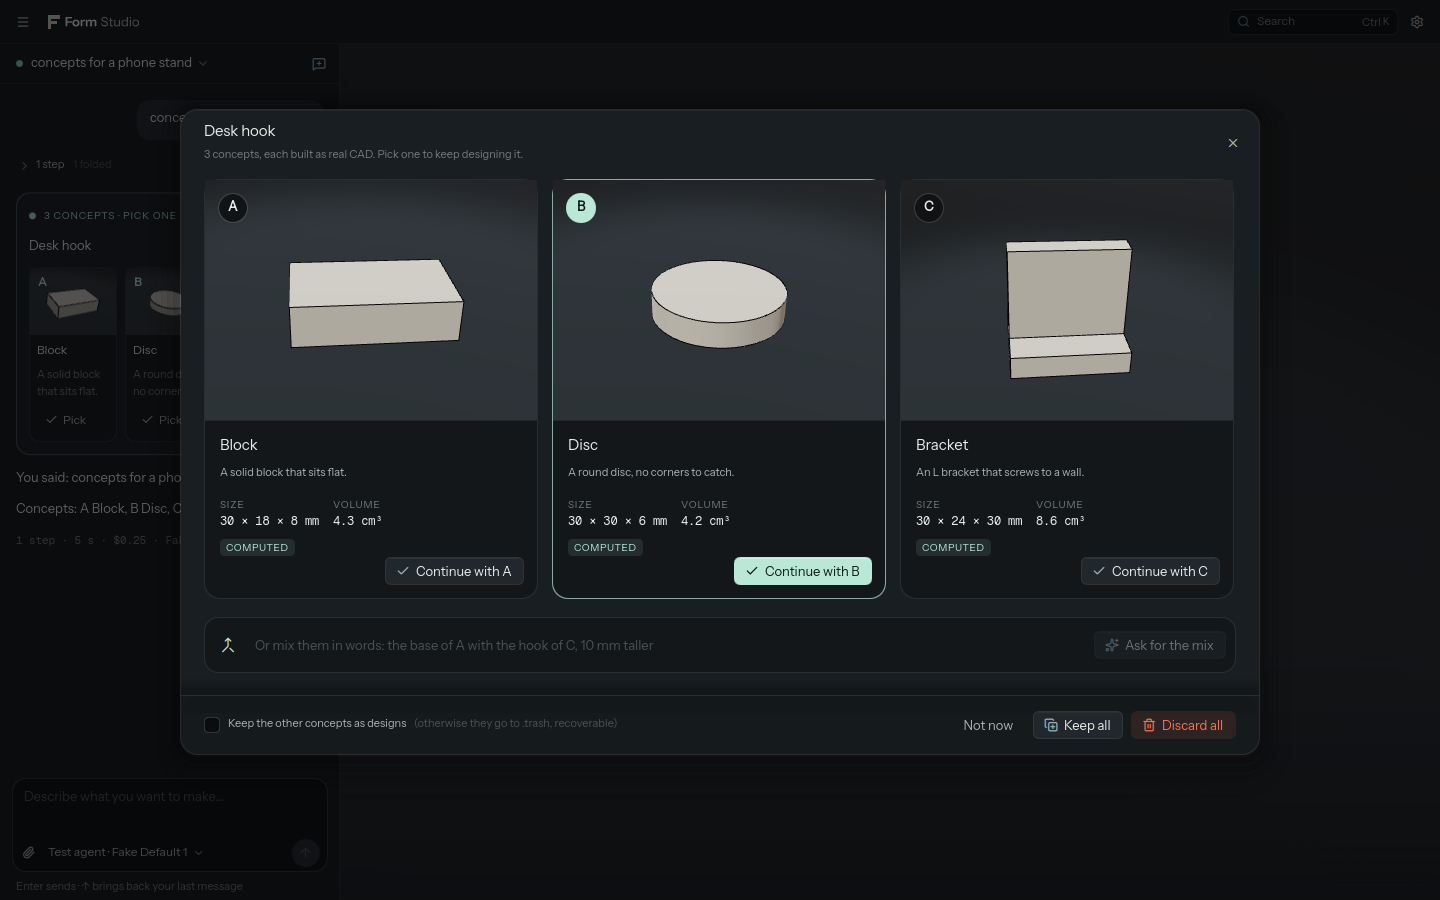 Form Studio
Search Ctrl K
concepts for a phone stand
conce
1 step 1 folded
3 CONCEPTS · PICK ONE
Desk hook
A
B
Block
Disc
A solid block
that sits flat.
A round d
no corner
Pick
Pick
You said: concepts for a pho
Concepts: A Block, B Disc, C
1 step · 5 s · $0.25 · Fa
Describe what you want to make...
Test agent · Fake Default 1
Enter sends · ↑ brings back your last message
Desk hook
3 concepts, each built as real CAD. Pick one to keep designing it.
A
Block
A solid block that sits flat.
SIZE VOLUME
30 × 18 × 8 mm 4.3 cm³
COMPUTED
Continue with A
B
Disc
A round disc, no corners to catch.
SIZE VOLUME
30 × 30 × 6 mm 4.2 cm³
COMPUTED
Continue with B
C
Bracket
An L bracket that screws to a wall.
SIZE VOLUME
30 × 24 × 30 mm 8.6 cm³
COMPUTED
Continue with C
Or mix them in words: the base of A with the hook of C, 10 mm taller
Ask for the mix
Keep the other concepts as designs (otherwise they go to .trash, recoverable)
Not now
Keep all
Discard all